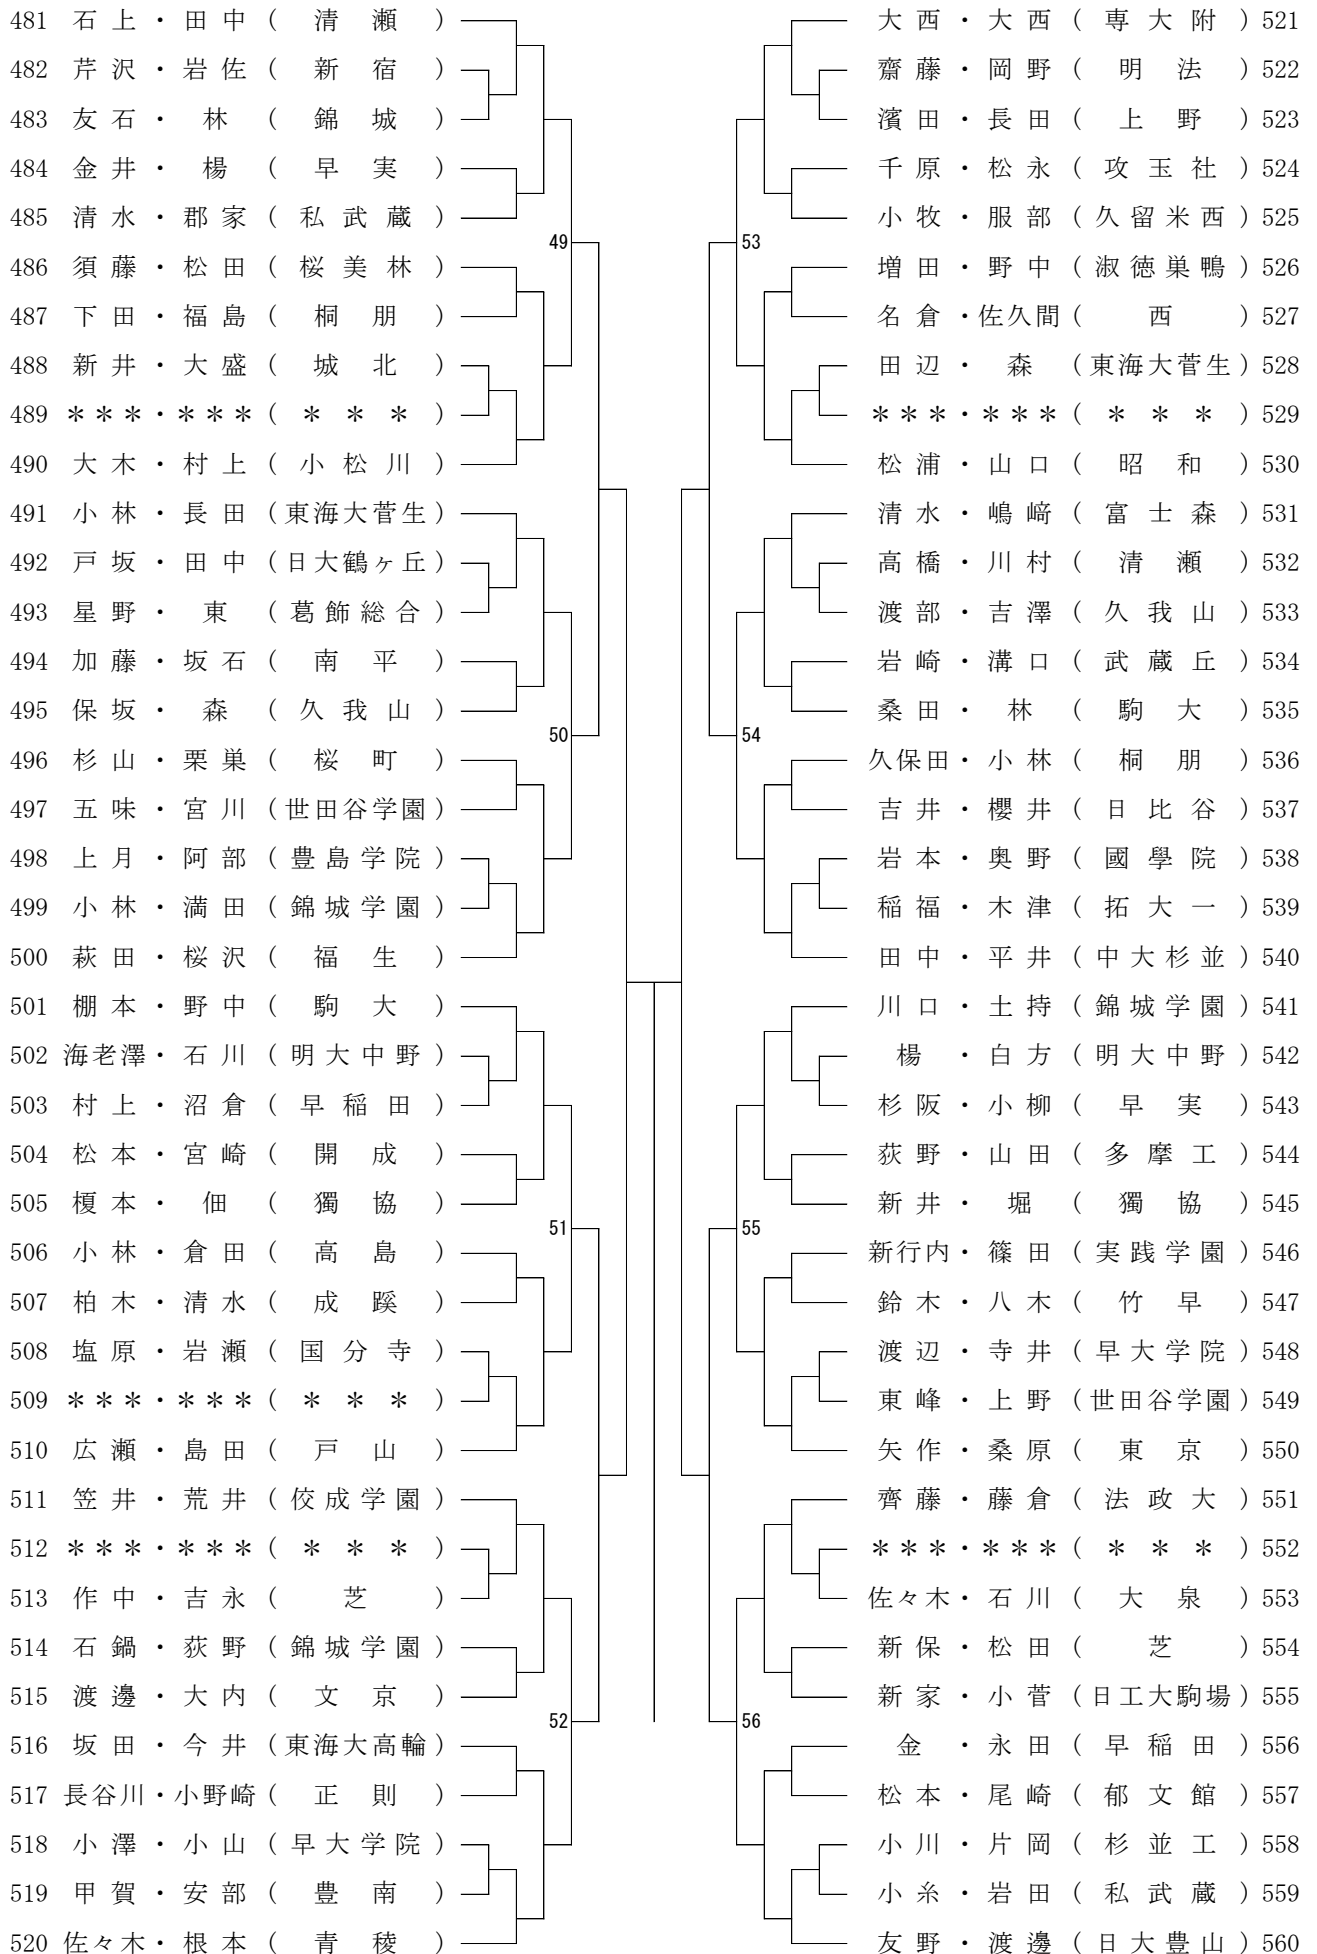 481 石上・田中(清瀬)
482 芹沢・岩佐(新宿)
483 友石・林(錦城)
484 金井・楊(早実)
485 清水・郡家(私武蔵)
49
486 須藤・松田(桜美林)
487 下田・福島(桐朋)
488 新井・大盛(城北)
489 ***・***(***)
490 大木・村上(小松川)
491 小林・長田(東海大菅生)
492 戸坂・田中(日大鶴ヶ丘)
493 星野・東(葛飾総合)
494 加藤・坂石(南平)
495 保坂・森(久我山)
50
496 杉山・栗巣(桜町)
497 五味・宮川(世田谷学園)
498 上月・阿部(豊島学院)
499 小林・満田(錦城学園)
500 萩田・桜沢(福生)
501 棚本・野中(駒大)
502 海老澤・石川(明大中野)
503 村上・沼倉(早稲田)
504 松本・宮崎(開成)
505 榎本・佃(獨協)
51
506 小林・倉田(高島)
507 柏木・清水(成蹊)
508 塩原・岩瀬(国分寺)
509 ***・***(***)
510 広瀬・島田(戸山)
511 笠井・荒井(佼成学園)
512 ***・***(***)
513 作中・吉永(芝)
514 石鍋・荻野(錦城学園)
515 渡邊・大内(文京)
52
516 坂田・今井(東海大高輪)
517 長谷川・小野崎(正則)
518 小澤・小山(早大学院)
519 甲賀・安部(豊南)
520 佐々木・根本(青稜)
大西・大西(専大附)521
齋藤・岡野(明法)522
濱田・長田(上野)523
千原・松永(攻玉社)524
小牧・服部(久留米西)525
53
増田・野中(淑徳巣鴨)526
名倉・佐久間(西)527
田辺・森(東海大菅生)528
***・***(***)529
松浦・山口(昭和)530
清水・嶋﨑(富士森)531
高橋・川村(清瀬)532
渡部・吉澤(久我山)533
岩崎・溝口(武蔵丘)534
桑田・林(駒大)535
54
久保田・小林(桐朋)536
吉井・櫻井(日比谷)537
岩本・奥野(國學院)538
稲福・木津(拓大一)539
田中・平井(中大杉並)540
川口・土持(錦城学園)541
楊・白方(明大中野)542
杉阪・小柳(早実)543
荻野・山田(多摩工)544
新井・堀(獨協)545
55
新行内・篠田(実践学園)546
鈴木・八木(竹早)547
渡辺・寺井(早大学院)548
東峰・上野(世田谷学園)549
矢作・桑原(東京)550
齊藤・藤倉(法政大)551
***・***(***)552
佐々木・石川(大泉)553
新保・松田(芝)554
新家・小菅(日工大駒場)555
56
金・永田(早稲田)556
松本・尾崎(郁文館)557
小川・片岡(杉並工)558
小糸・岩田(私武蔵)559
友野・渡邊(日大豊山)560